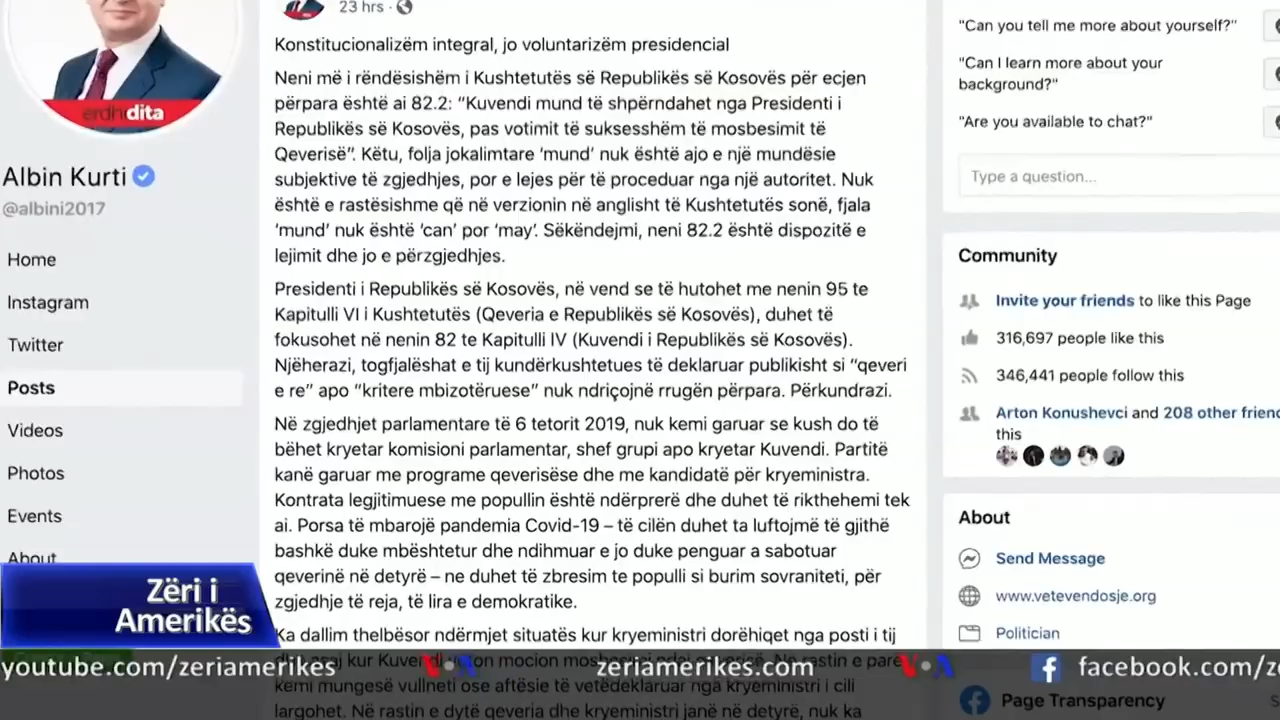 erdhi dita
Albin Kurti
@albini2017
Home
Instagram
Twitter
Posts
Videos
Photos
Events
About
23 hrs ·
Konstitucionalizëm integral, jo voluntarizëm presidencial
Neni më i rëndësishëm i Kushtetutës së Republikës së Kosovës për ecjen
përpara është ai 82.2: “Kuvendi mund të shpërndahet nga Presidenti i
Republikës së Kosovës, pas votimit të suksesshëm të mosbesimit të
Qeverisë”. Këtu, folja jokalimtare ‘mund’ nuk është ajo e një mundësie
subjektive të zgjedhjes, por e lejes për të proceduar nga një autoritet. Nuk
është e rastësishme që në verzionin në anglisht të Kushtetutës sonë, fjala
‘mund’ nuk është ‘can’ por ‘may’. Sëkëndejmi, neni 82.2 është dispozitë e
lejimit dhe jo e përzgjedhjes.
Presidenti i Republikës së Kosovës, në vend se të hutohet me nenin 95 te
Kapitulli VI i Kushtetutës (Qeveria e Republikës së Kosovës), duhet të
fokusohet në nenin 82 te Kapitulli IV (Kuvendi i Republikës së Kosovës).
Njëherazi, togfjalëshat e tij kundërkushtetues të deklaruar publikisht si “qeveri
e re” apo “kritere mbizotëruese” nuk ndriçojnë rrugën përpara. Përkundrazi.
Në zgjedhjet parlamentare të 6 tetorit 2019, nuk kemi garuar se kush do të
bëhet kryetar komisioni parlamentar, shef grupi apo kryetar Kuvendi. Partitë
kanë garuar me programe qeverisëse dhe me kandidatë për kryeministra.
Kontrata legjitimuese me popullin është ndërprerë dhe duhet të rikthehemi tek
ai. Porsa të mbarojë pandemia Covid-19 – të cilën duhet ta luftojmë të gjithë
bashkë duke mbështetur dhe ndihmuar e jo duke penguar a sabotuar
qeverinë në detyrë – ne duhet të zbresim te populli si burim sovraniteti, për
zgjedhje të reja, të lira e demokratike.
Ka dallim thelbësor ndërmjet situatës kur kryeministri dorëhiqet nga posti i tij
kur Kuvendi mocion
kemi mungesë vullneti ose aftësie të vetëdeklaruar nga kryeministri i cili
largohet. Në rastin e dytë qeveria dhe kryeministri janë në detyrë, nuk ka
"Can you tell me more about yourself?"
"Can I learn more about your
background?"
"Are you available to chat?"
Type a question...
Community
Invite your friends to like this Page
316,697 people like this
346,441 people follow this
Arton Konushevci and 208 other friend
this
About
Send Message
www.vetevendosje.org
Politician
Page Transparency
Zëri i
Amerikës
youtube.com/zeriamerikes VOA zeriamerikes.com VOA facebook.com/ze